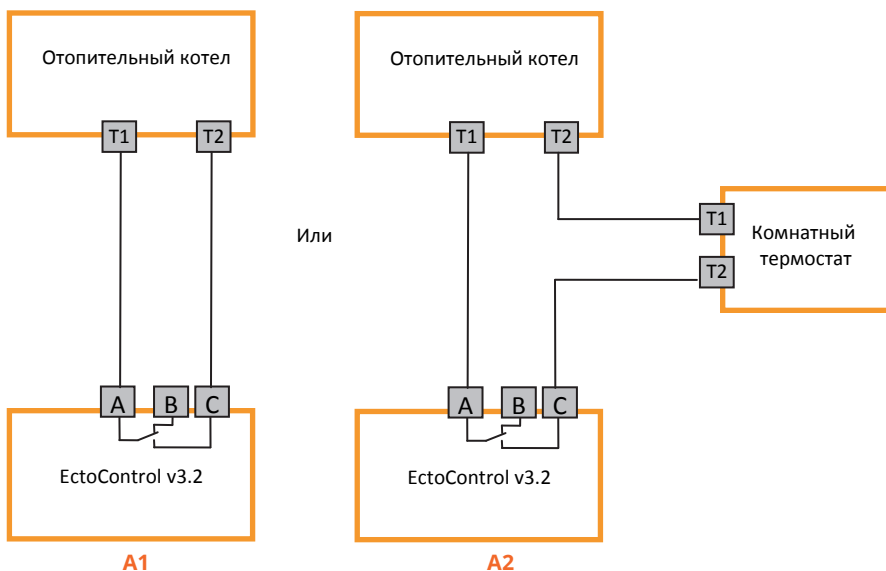 Отопительный котел
T1 T2
A B C
EctoControl v3.2
A1
Или
Отопительный котел
T1 T2
T1
T2
Комнатный
термостат
A B C
EctoControl v3.2
A2